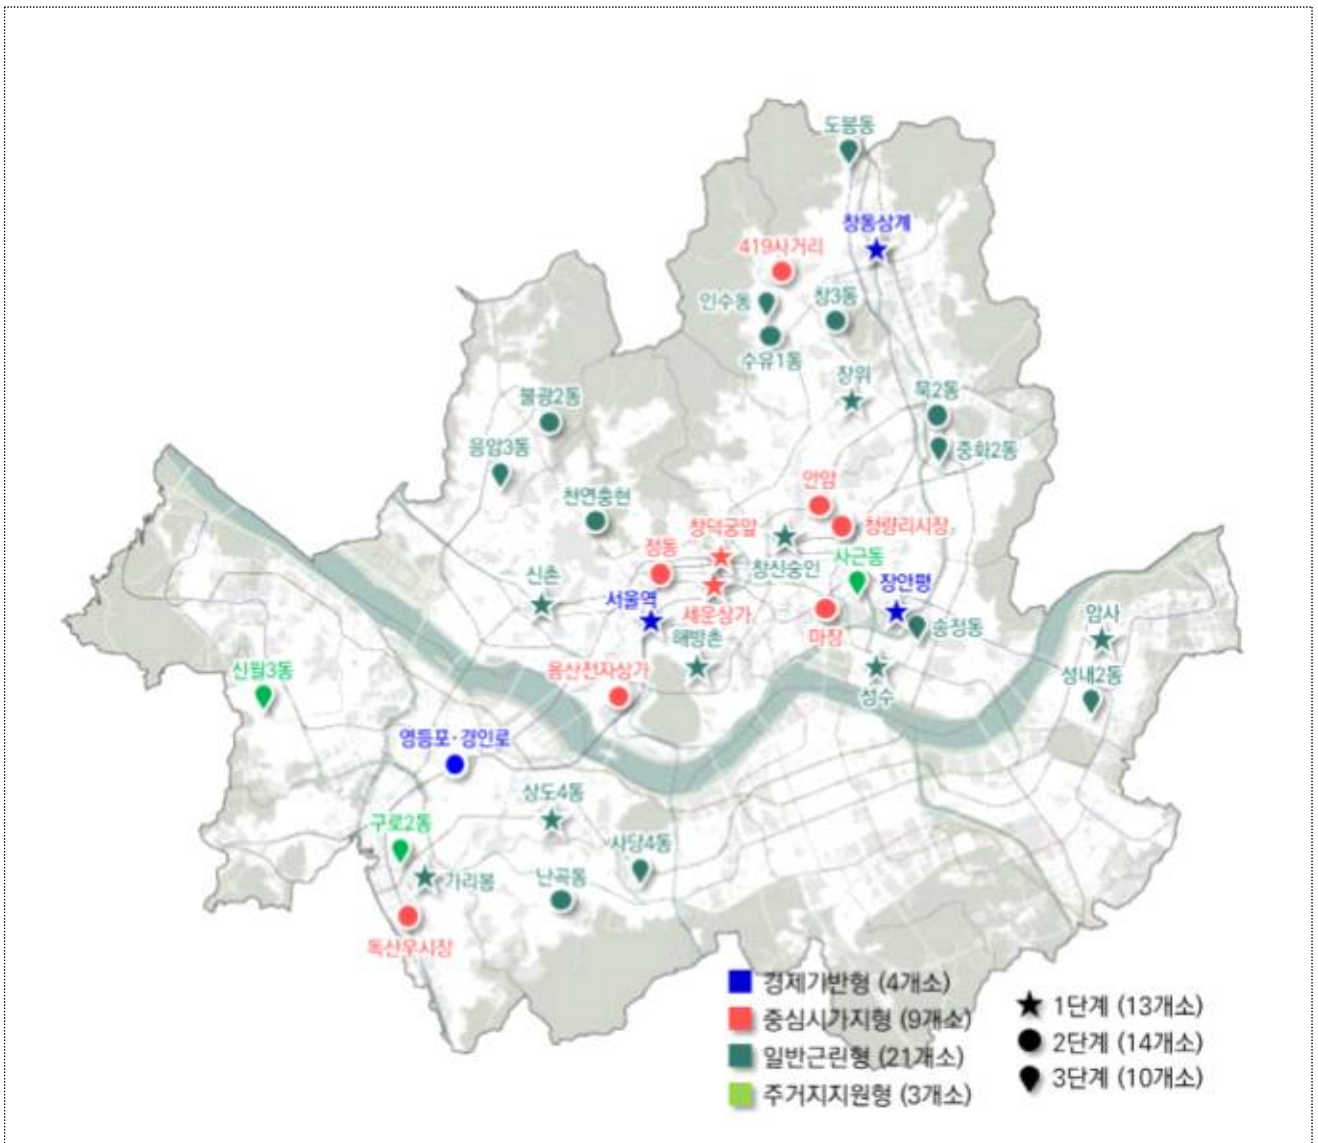 도봉동
창동상계
419사거리
인수동
창3동
수유1동
장위
묵2동
불광2동
중화2동
응암3동
안암
천연충현
창덕궁앞
청량리시장
정동
창신숭인
사근동
신촌
서울역
세운상가
장안평
마장
송정동
해방촌
암사
신월3동
용산전자상가
성수
성내2동
영등포·경인로
상도4동
구로2동
사당4동
가리봉
난곡동
독산우시장
경제기반형 (4개소)
중심시가지형 (9개소)
일반근린형 (21개소)
주거지지원형 (3개소)
1단계 (13개소)
2단계 (14개소)
3단계 (10개소)